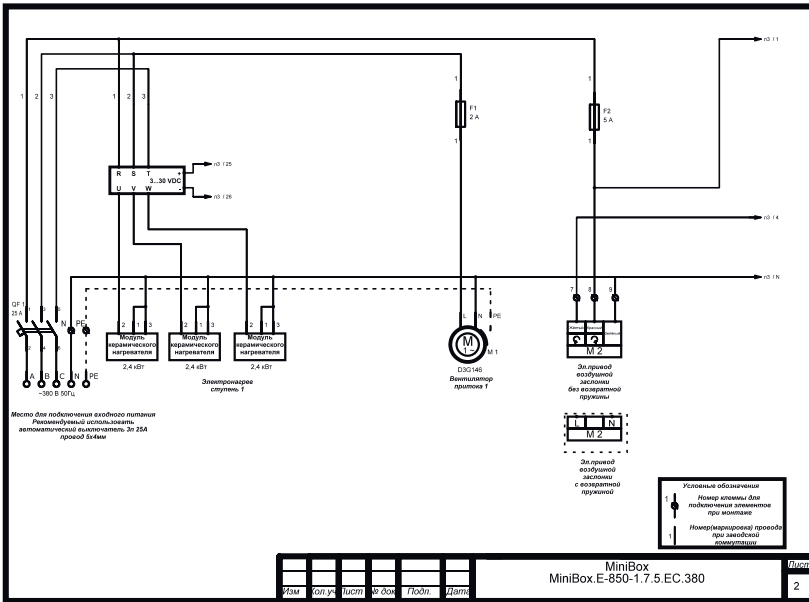 п3 / 1
1 2 3 1 2 3
1
1
F1
2 A
F2
5 A
1
1
R S T +
3...30 VDC
U V W -
п3 / 25
п3 / 26
п3 / 4
п3 / N
7 8 9
QF 1
25 A
1 3 5
N PE
2 4 6
2 1 3
2 1 3
2 1 3
Модуль
керамического
нагревателя
Модуль
керамического
нагревателя
Модуль
керамического
нагревателя
2,4 кВт
2,4 кВт
2,4 кВт
Электронагрев
ступень 1
L N PE
M
1 ~
M 1
D3G146
Вентилятор
притока 1
M 2
Эл.привод
воздушной
заслонки
без возвратной
пружины
A B C N PE
~380 В 50Гц
Место для подключения входного питания
Рекомендуемый использовать
автоматический выключатель 3п 25А
провод 5х4мм
L N
M 2
Эл.привод
воздушной
заслонки
с возвратной
пружиной
Условные обозначения
1
Номер клеммы для
подключения элементов
при монтаже
1
Номер(маркировка) провода
при заводской
коммутации
MiniBox
MiniBox.E-850-1.7.5.EC.380
Лист
2
Изм Кол.уч Лист № док Подп. Дата